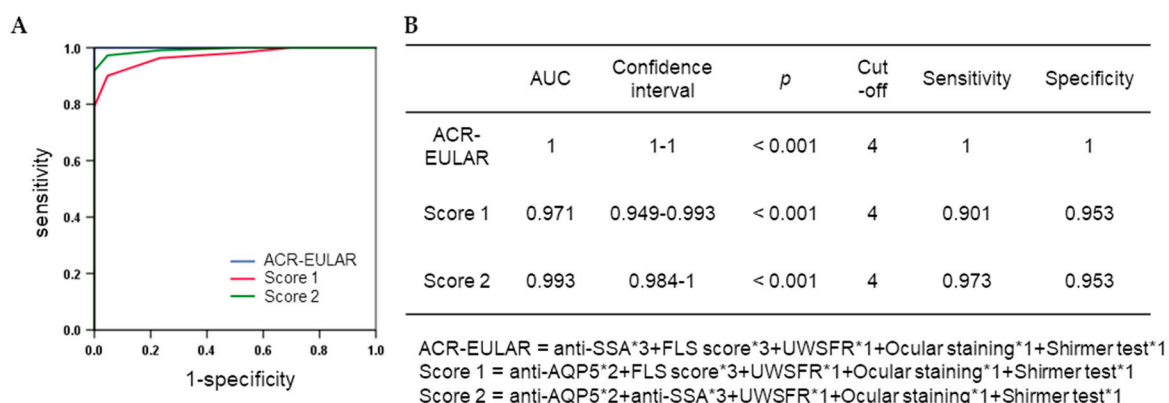 A
1.0
0.8
0.6
0.4
0.2
0.0
0.0 0.2 0.4 0.6 0.8 1.0
sensitivity
1-specificity
ACR-EULAR
Score 1
Score 2
B
AUC Confidence interval p Cut -off Sensitivity Specificity
ACR-EULAR 1 1-1 < 0.001 4 1 1
Score 1 0.971 0.949-0.993 < 0.001 4 0.901 0.953
Score 2 0.993 0.984-1 < 0.001 4 0.973 0.953
ACR-EULAR = anti-SSA*3+FLS score*3+UWSFR*1+Ocular staining*1+Shirmer test*1
Score 1 = anti-AQP5*2+FLS score*3+UWSFR*1+Ocular staining*1+Shirmer test*1
Score 2 = anti-AQP5*2+anti-SSA*3+UWSFR*1+Ocular staining*1+Shirmer test*1